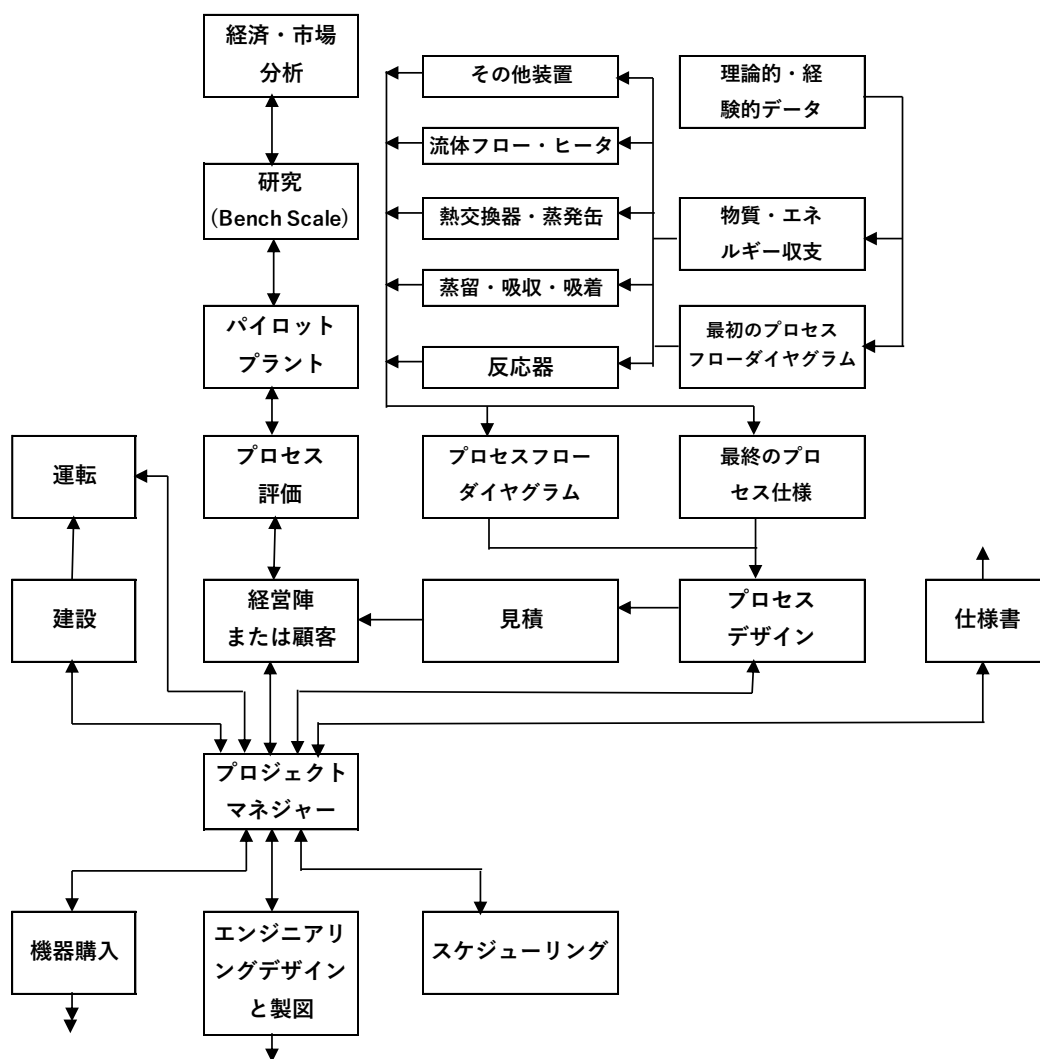 経済・市場
分析
その他装置
理論的・経
験的データ
流体フロー・ヒータ
研究
(Bench Scale)
熱交換器・蒸発缶
物質・エネ
ルギー収支
蒸留・吸収・吸着
パイロット
プラント
反応器
最初のプロセス
フローダイヤグラム
運転
プロセス
評価
プロセスフロー
ダイヤグラム
最終のプロ
セス仕様
建設
経営陣
または顧客
見積
プロセス
デザイン
仕様書
プロジェクト
マネジャー
機器購入
エンジニアリ
ングデザイン
と製図
スケジューリング